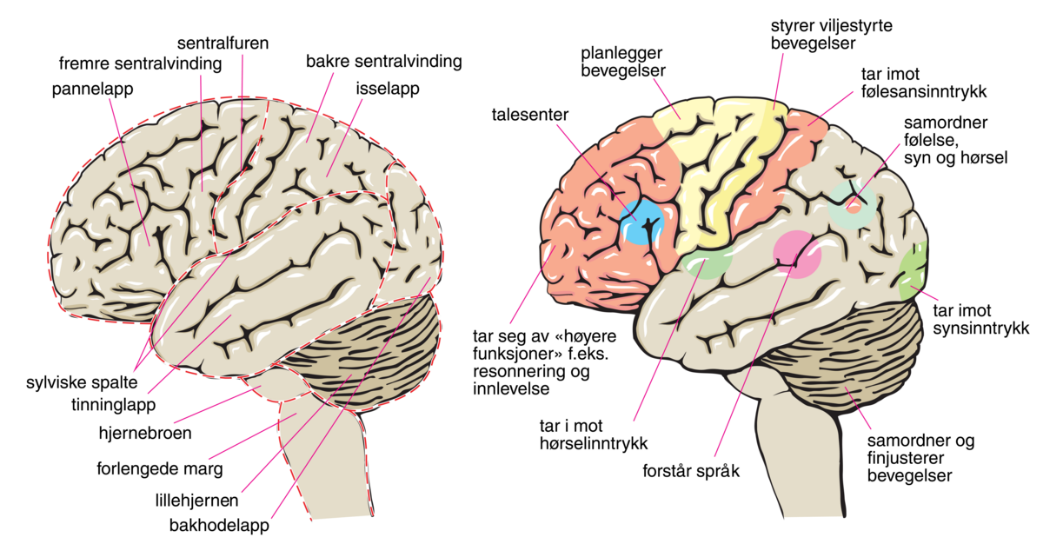 sentralfuren
fremre sentralvinding
bakre sentralvinding
pannelapp
isselapp
sylviske spalte
tinninglapp
hjernebroen
forlengede marg
lillehjernen
bakhodelapp
styrer viljestyrte
bevegelser
planlegger
bevegelser
tar imot
følesansinntrykk
talesenter
samordner
følelse,
syn og hørsel
tar imot
synsinntrykk
tar seg av «høyere
funksjoner» f.eks.
resonnering og
innlevelse
tar i mot
hørselinntrykk
forstår språk
samordner og
finjusterer
bevegelser